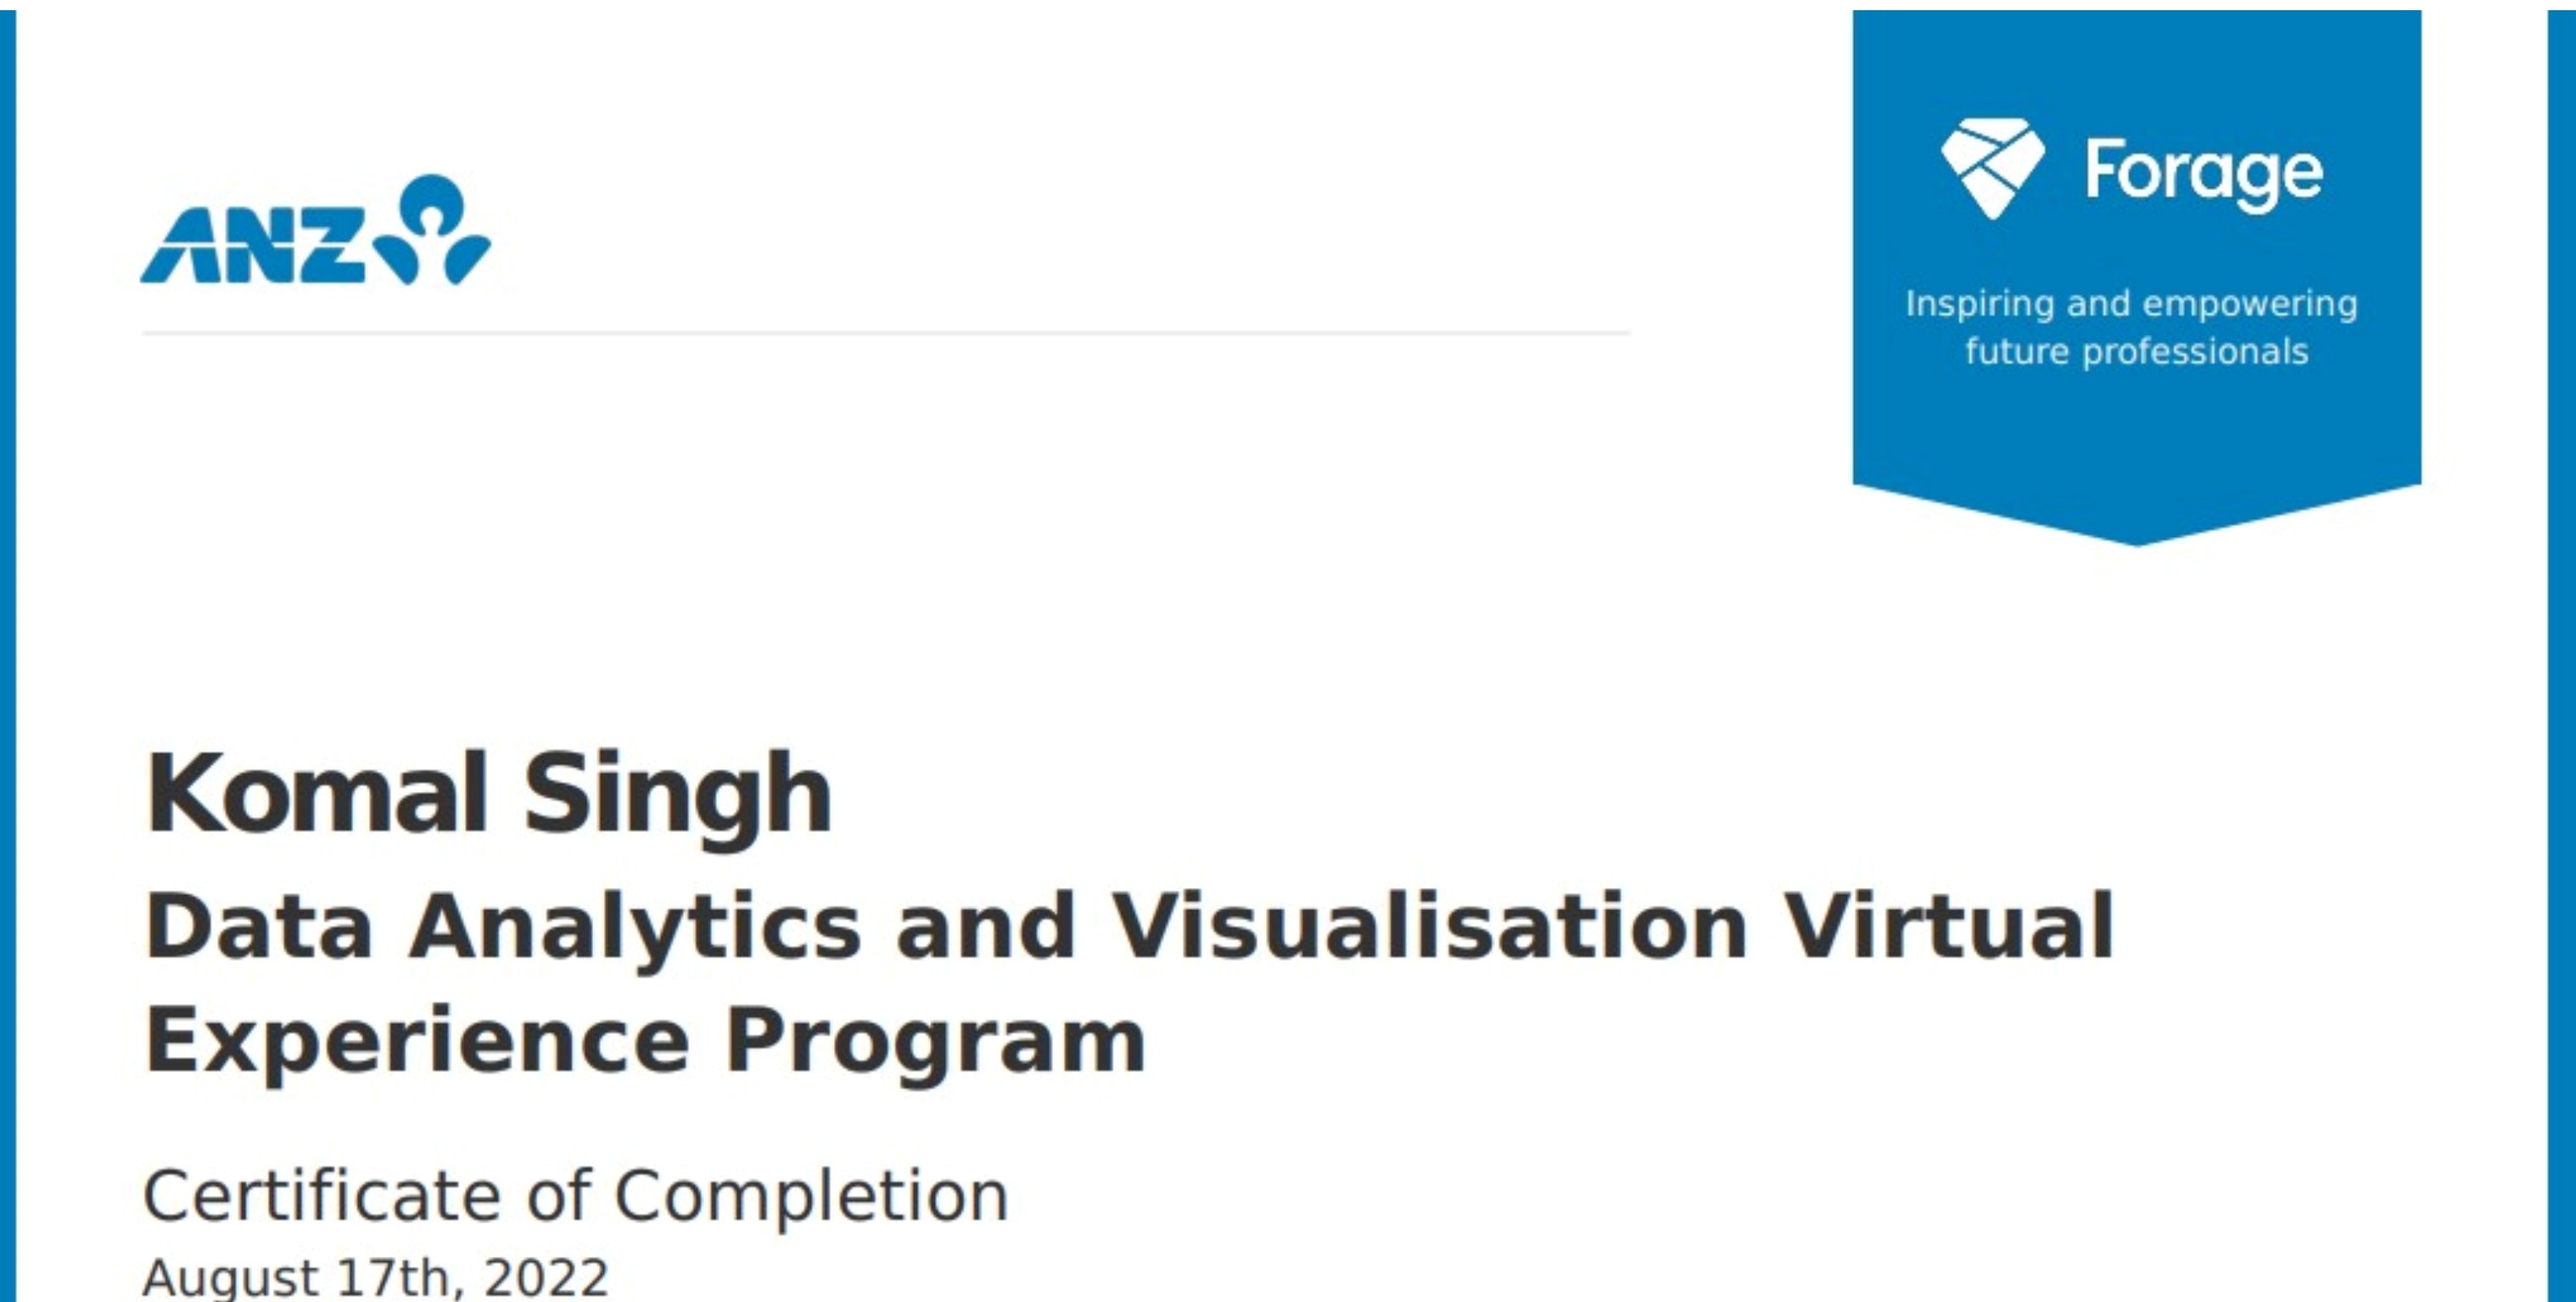 ANZ
Forage
Inspiring and empowering
future professionals
Komal Singh
Data Analytics and Visualisation Virtual
Experience Program
Certificate of Completion
August 17th, 2022